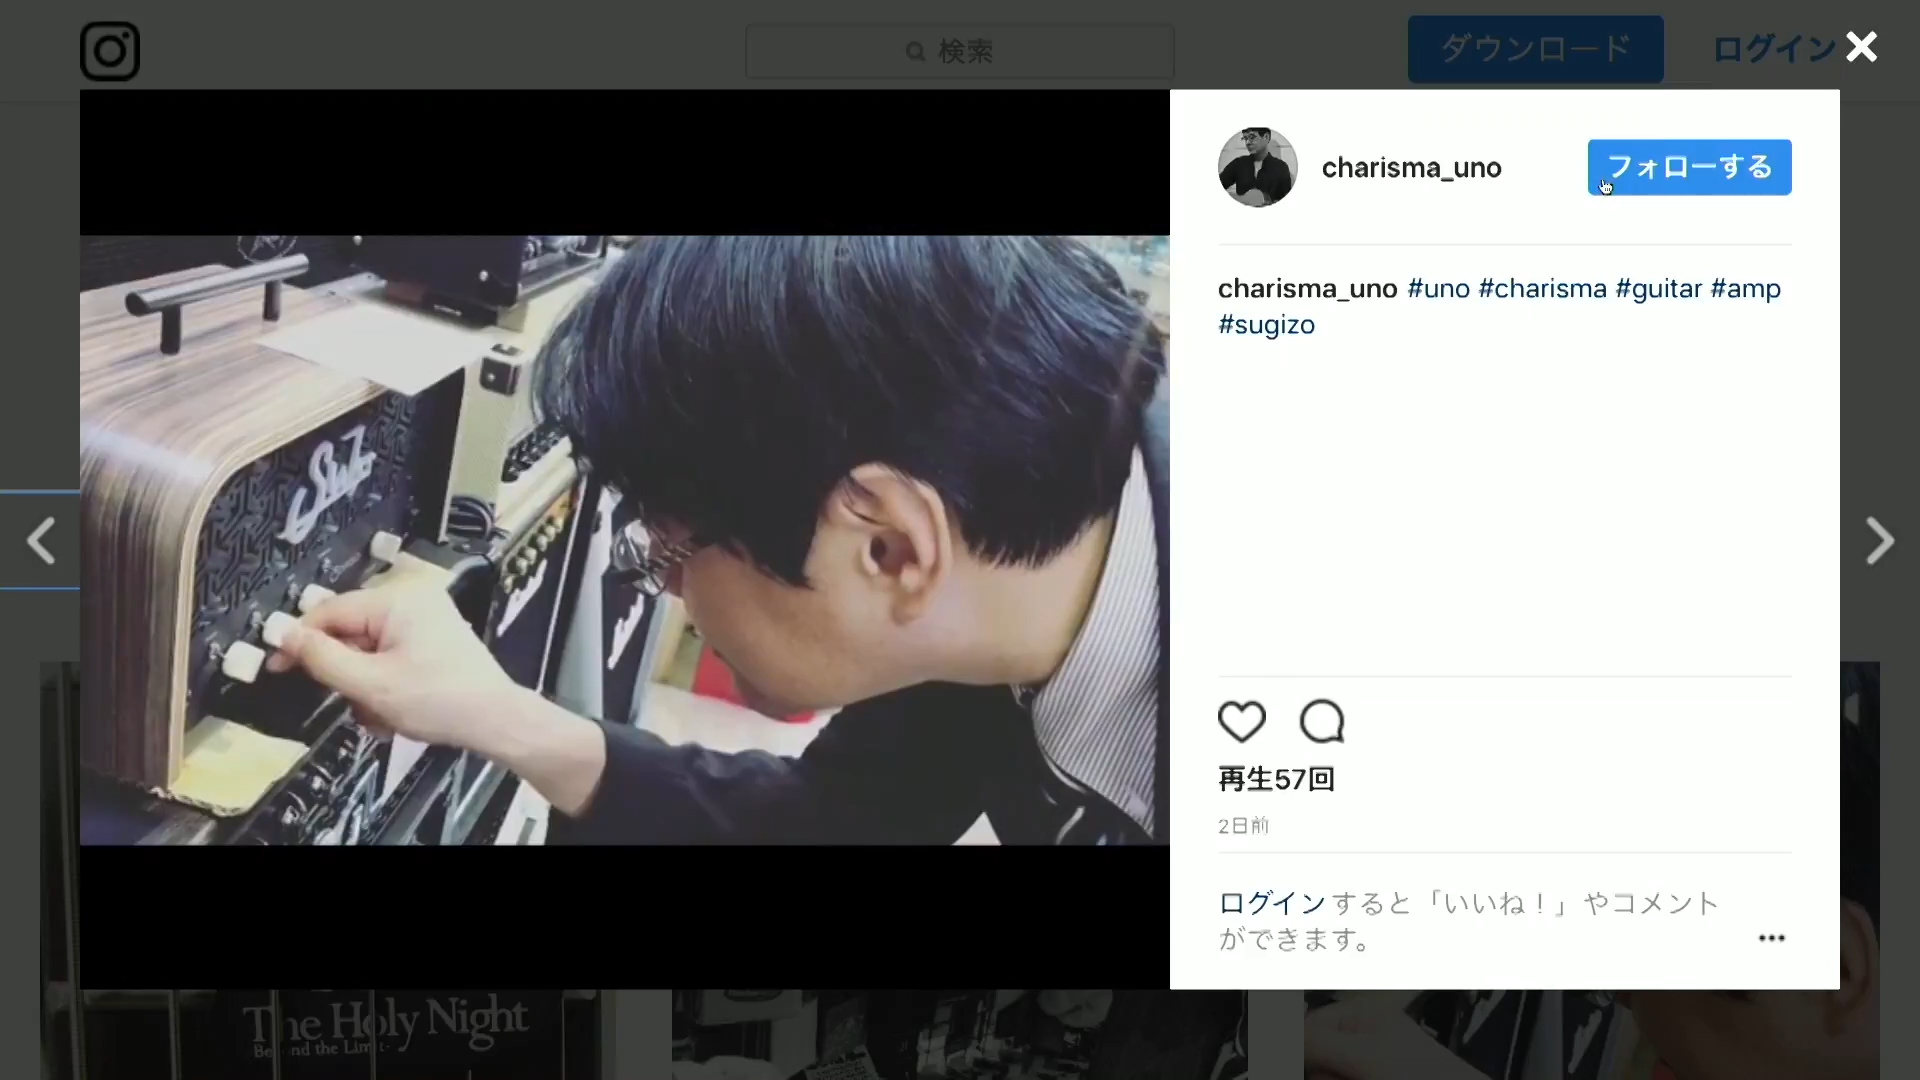 検索
ダウンロード
ログイン
charisma_uno
フォローする
charisma_uno #uno #charisma #guitar #amp
#sugizo
再生57回
2日前
ログインすると「いいね！」やコメント
ができます。
The Holy Night